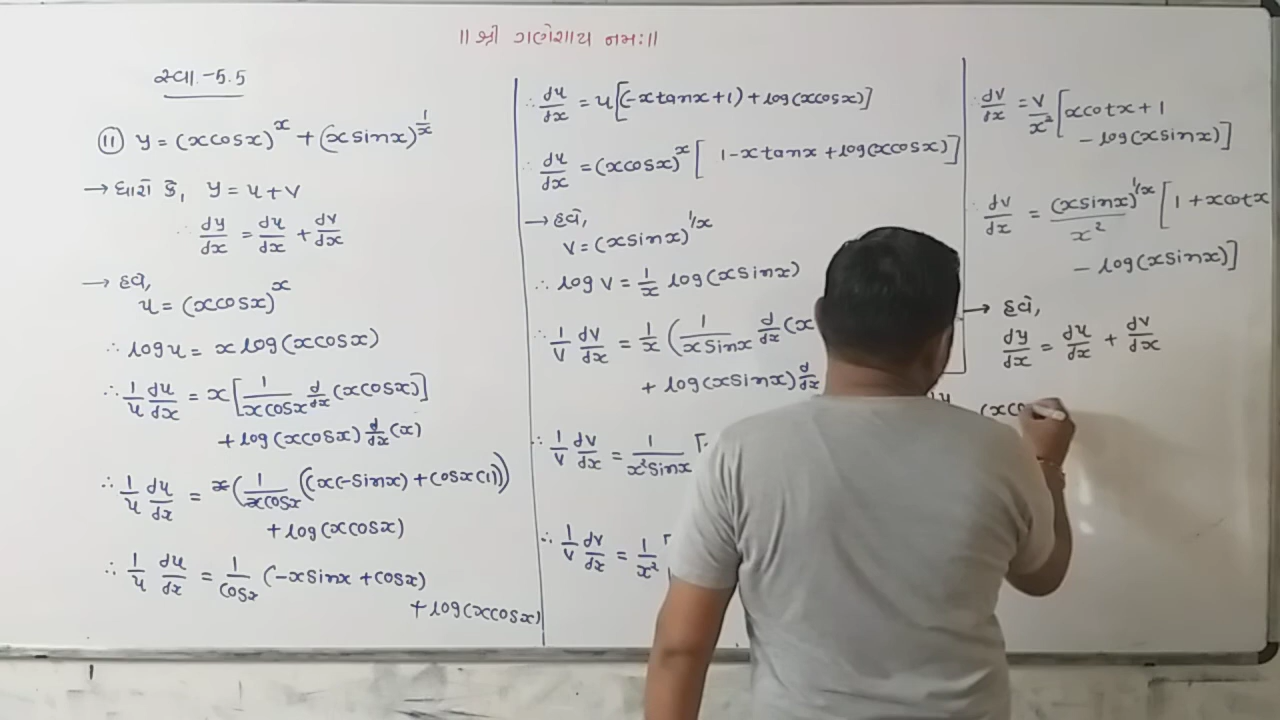 ॥ શ્રી ગણેશાય નમઃ॥
સ્વા.-5.5
⑪ y = (xcosx)^x + (xsinx)^{1/x}
→ ધારો કે, y = u + v
∴ dy/dx = du/dx + dv/dx
→ હવે,
u = (xcosx)^x
∴ log u = x log(xcosx)
∴ 1/u du/dx = x[1/xcosx d/dx (xcosx)]
+ log(xcosx) d/dx (x)
∴ 1/u du/dx = x(1/xcosx ((x(-sinx) + cosx(1))
+ log(xcosx)
∴ 1/u du/dx = 1/cosx (-xsinx + cosx)
+ log(xcosx)
∴ du/dx = u[(-xtanx+1) + log(xcosx)]
∴ du/dx = (xcosx)^x [1-xtanx + log(xcosx)]
→ હવે,
v = (xsinx)^{1/x}
∴ log v = 1/x log(xsinx)
∴ 1/v dv/dx = 1/x (1/xsinx d/dx (x
+ log(xsinx) d/dx
∴ 1/v dv/dx = 1/x²sinx [
∴ 1/v dv/dx = 1/x² [
∴ dv/dx = v/x² [xcotx + 1
- log(xsinx)]
∴ dv/dx = (xsinx)^{1/x}/x² [1 + xcotx
- log(xsinx)]
→ હવે,
dy/dx = du/dx + dv/dx
(xco